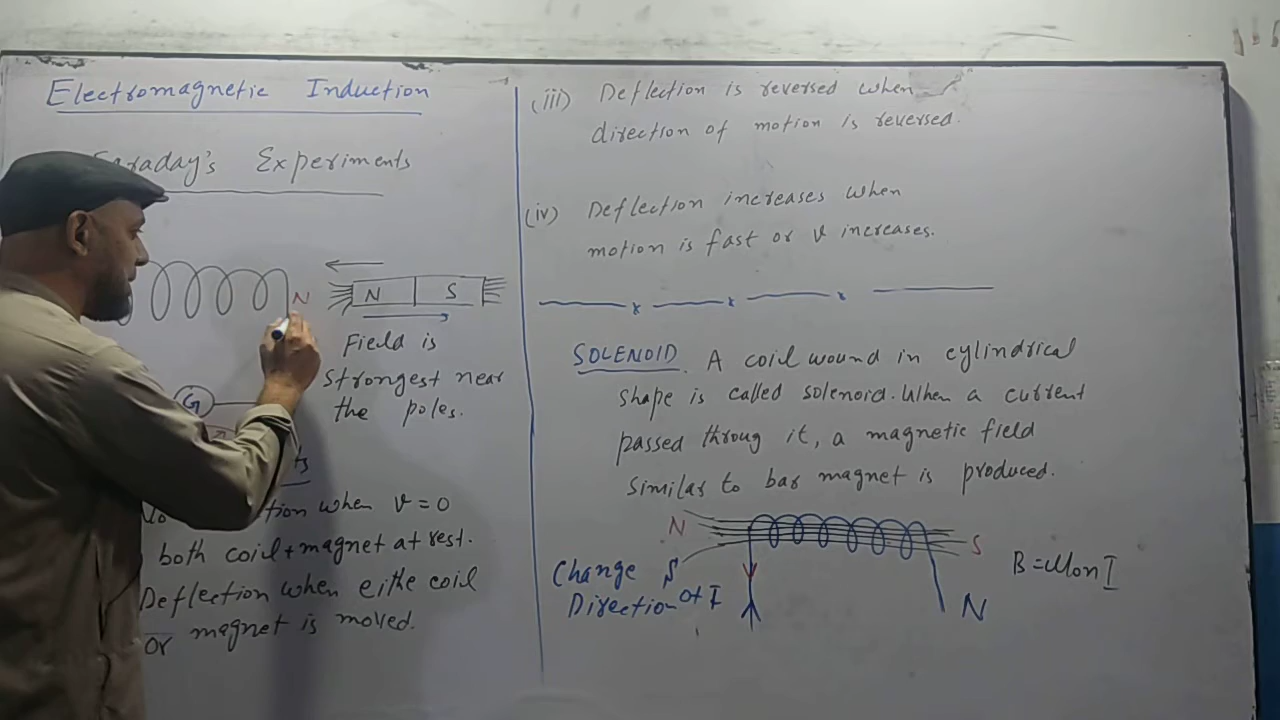 Electromagnetic Induction
Faraday's Experiments
N
N S
Field is
strongest near
the poles.
G
when v = 0
both coil + magnet at rest.
Deflection when eithe coil
or magnet is moved.
(iii) Deflection is reversed when
direction of motion is reversed.
(iv) Deflection increases when
motion is fast or v increases.
SOLENOID. A coil wound in cylindrical
shape is called solenoid. When a current
passed throug it, a magnetic field
similar to bar magnet is produced.
N S
Change S
Direction of I
N
B = μonI